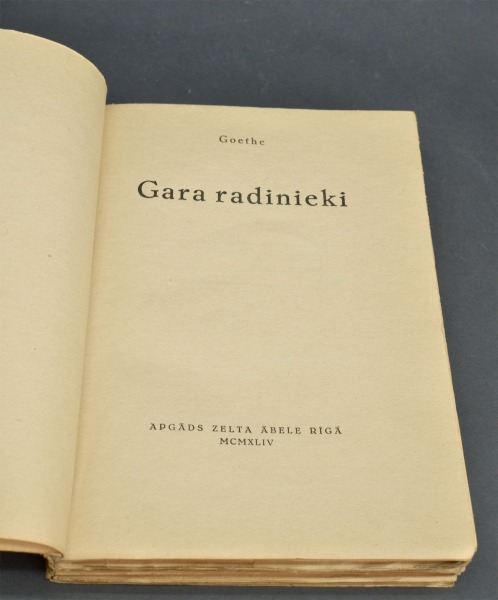 Goethe
Gara radinieki
APGĀDS ZELTA ĀBELE RĪGĀ
MCMXLIV